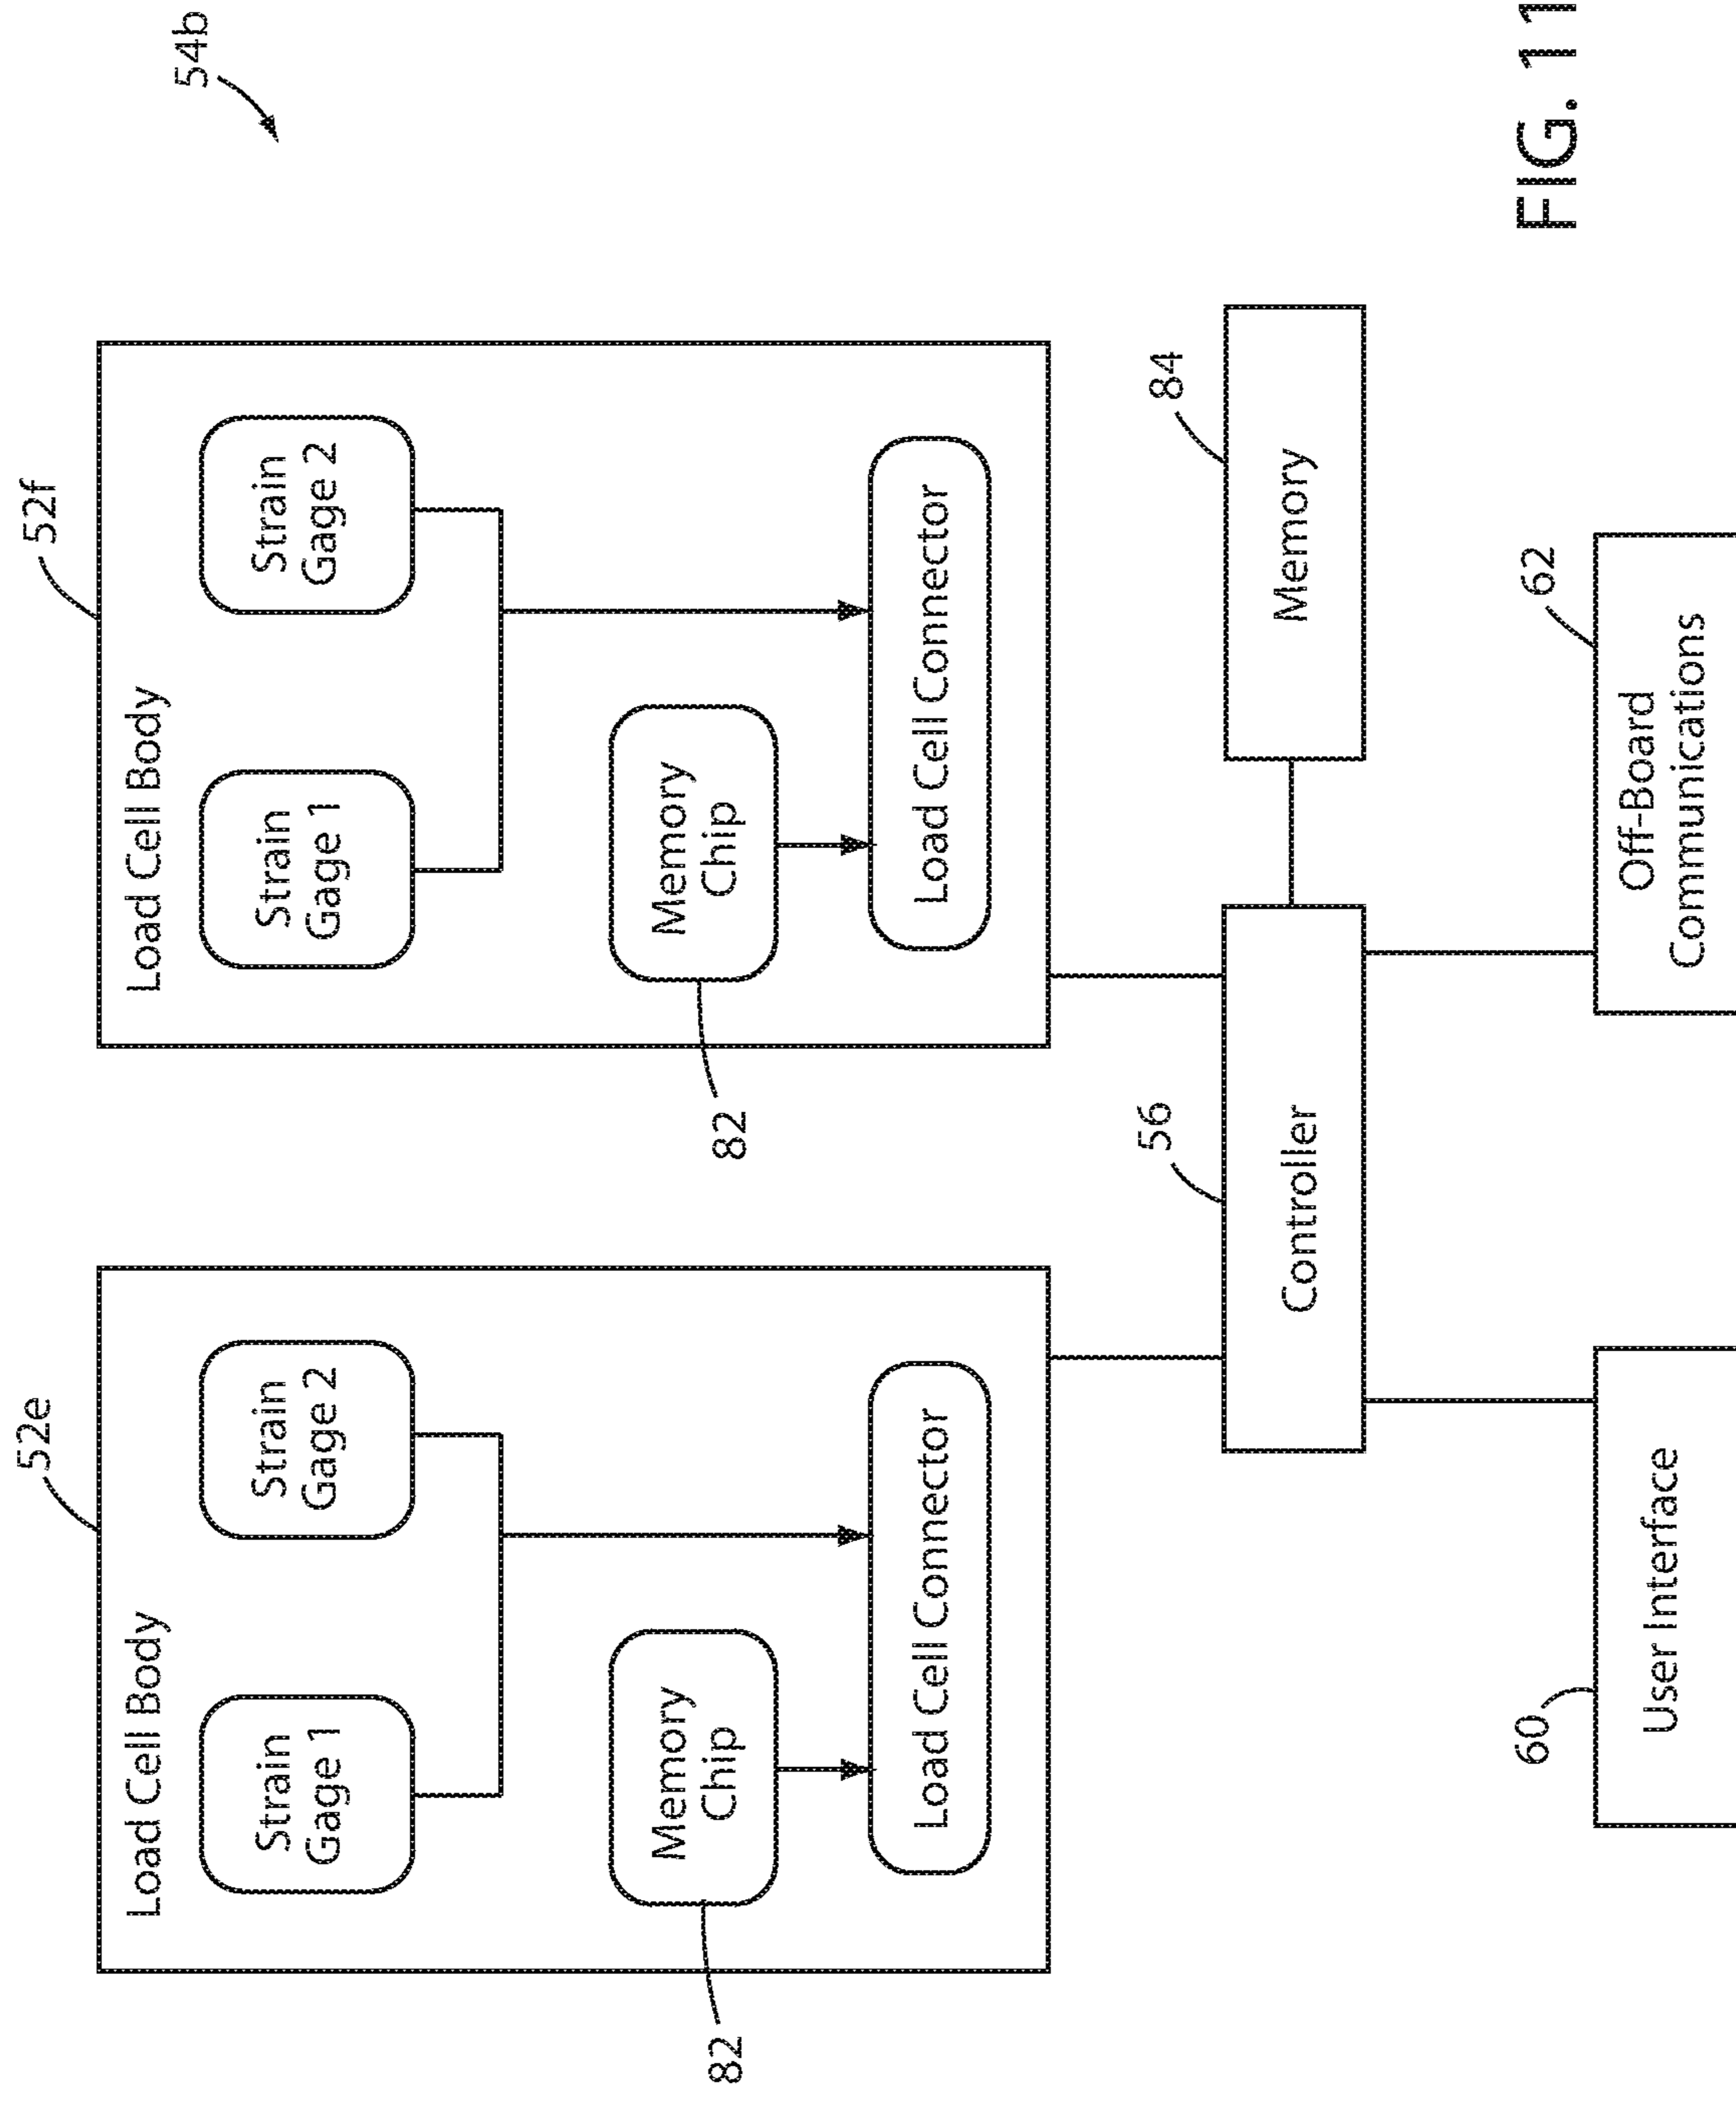 54b
52e
52f
Load Cell Body
Strain
Gage 1
Strain
Gage 2
Memory
Chip
Load Cell Connector
82
Load Cell Body
Strain
Gage 1
Strain
Gage 2
Memory
Chip
Load Cell Connector
82
56
Controller
84
Memory
60
User Interface
62
Off-Board
Communications
FIG. 11